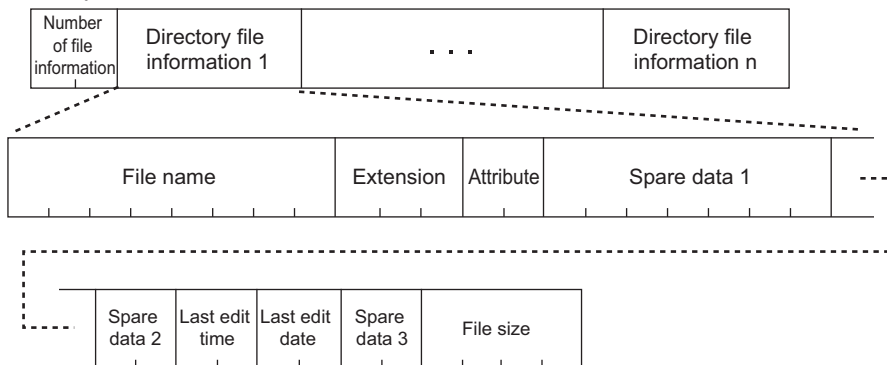 Number
of file
information
Directory file
information 1
. . .
Directory file
information n
File name
Extension
Attribute
Spare data 1
Spare
data 2
Last edit
time
Last edit
date
Spare
data 3
File size